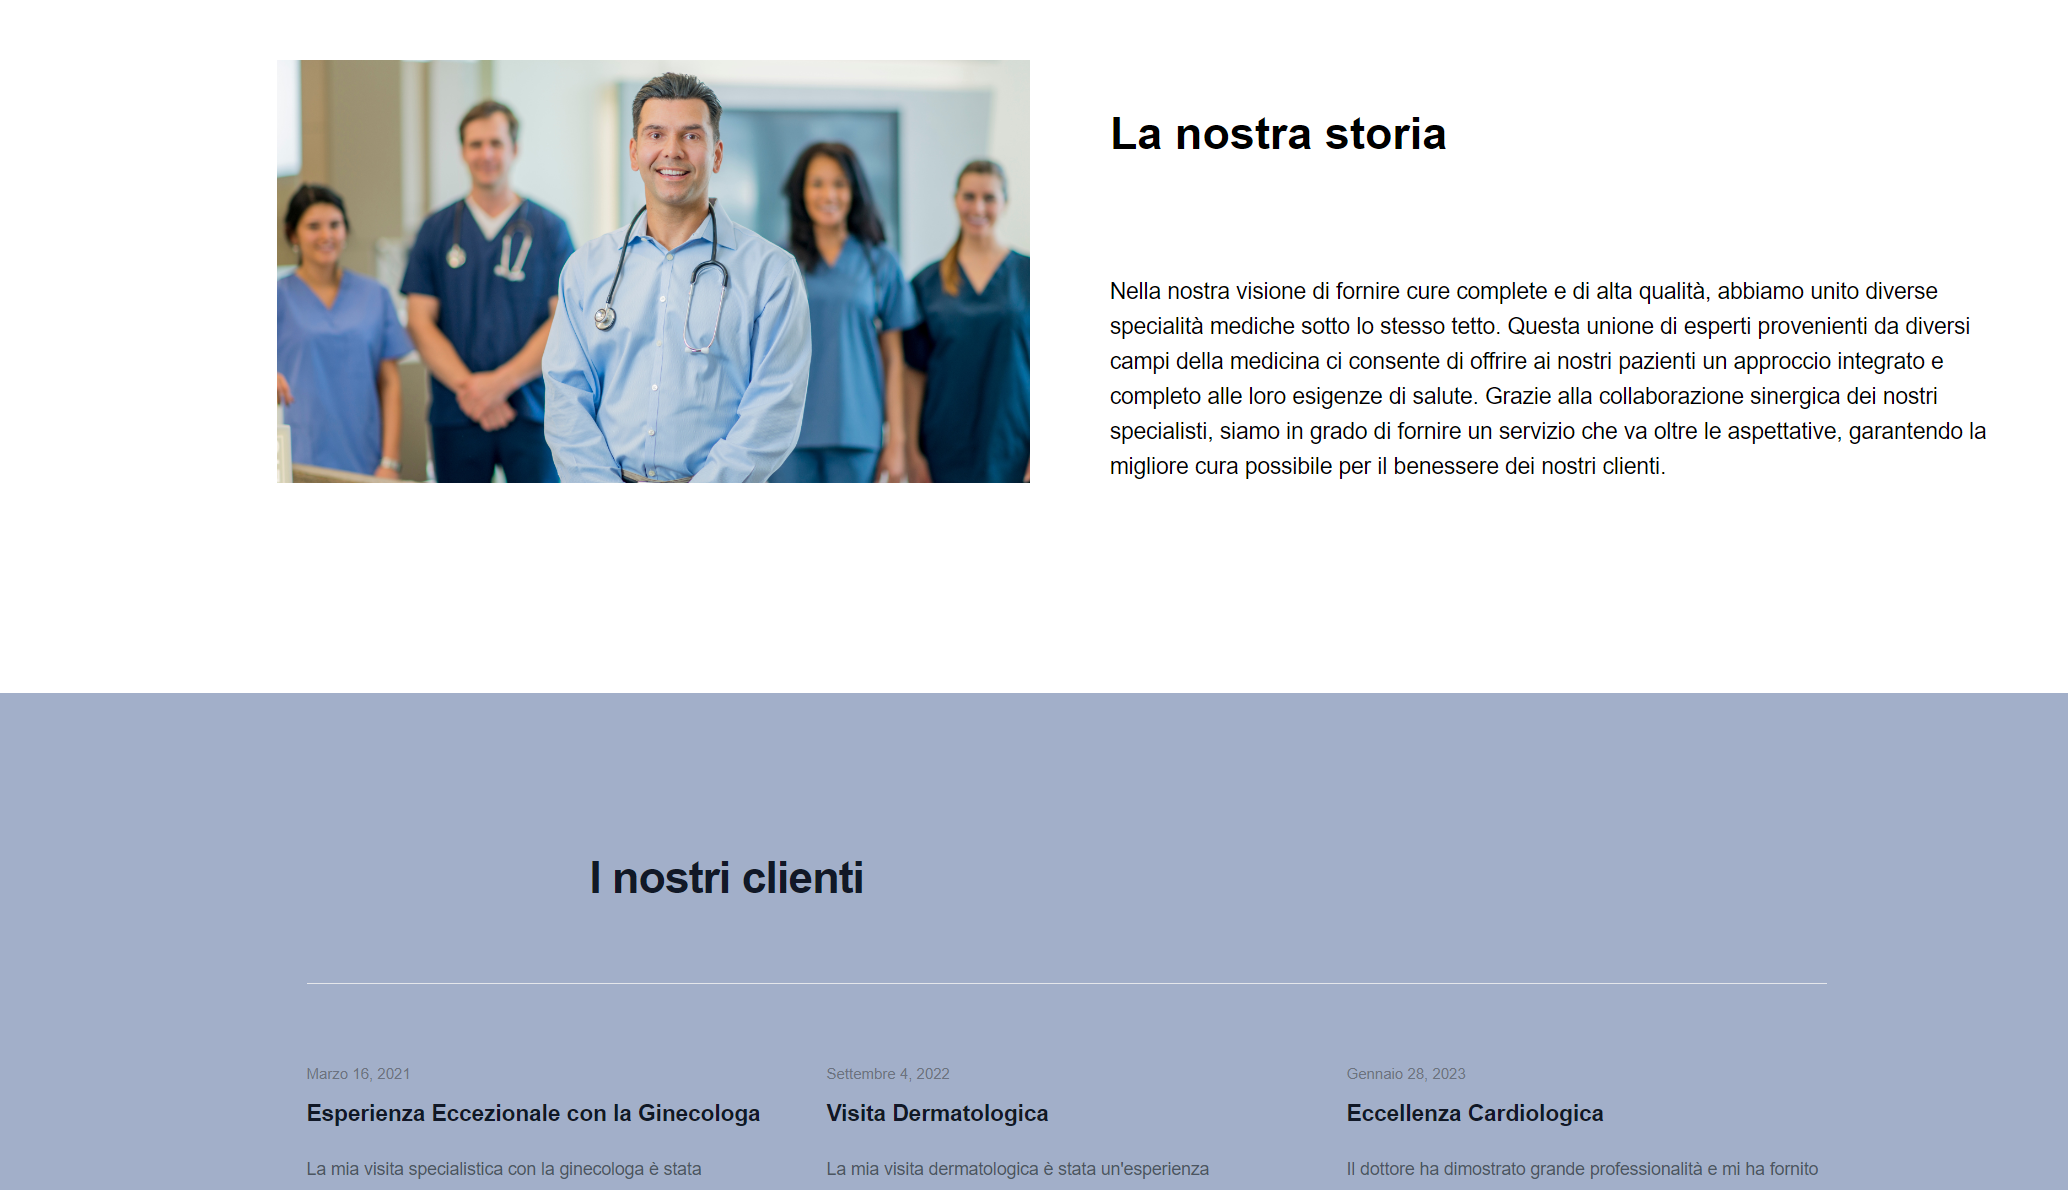 La nostra storia
Nella nostra visione di fornire cure complete e di alta qualità, abbiamo unito diverse
specialità mediche sotto lo stesso tetto. Questa unione di esperti provenienti da diversi
campi della medicina ci consente di offrire ai nostri pazienti un approccio integrato e
completo alle loro esigenze di salute. Grazie alla collaborazione sinergica dei nostri
specialisti, siamo in grado di fornire un servizio che va oltre le aspettative, garantendo la
migliore cura possibile per il benessere dei nostri clienti.
I nostri clienti
Marzo 16, 2021
Esperienza Eccezionale con la Ginecologa
La mia visita specialistica con la ginecologa è stata
Settembre 4, 2022
Visita Dermatologica
La mia visita dermatologica è stata un'esperienza
Gennaio 28, 2023
Eccellenza Cardiologica
Il dottore ha dimostrato grande professionalità e mi ha fornito